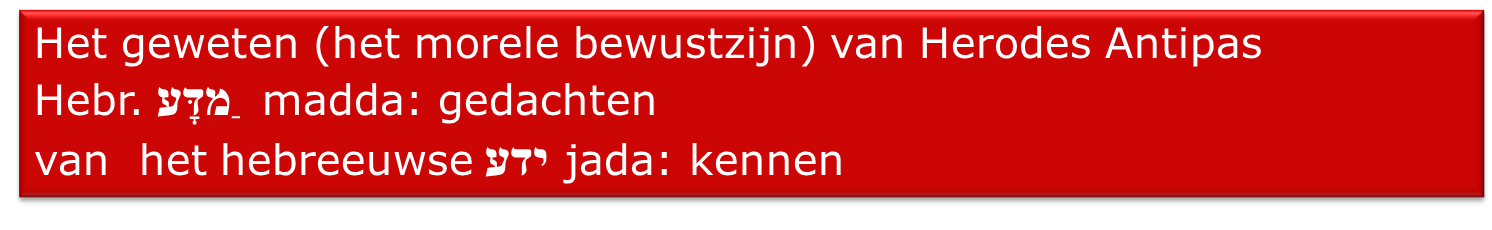 Het geweten (het morele bewustzijn) van Herodes Antipas
Hebr. מַדָּע madda: gedachten
van het hebreeuwse ידע jada: kennen